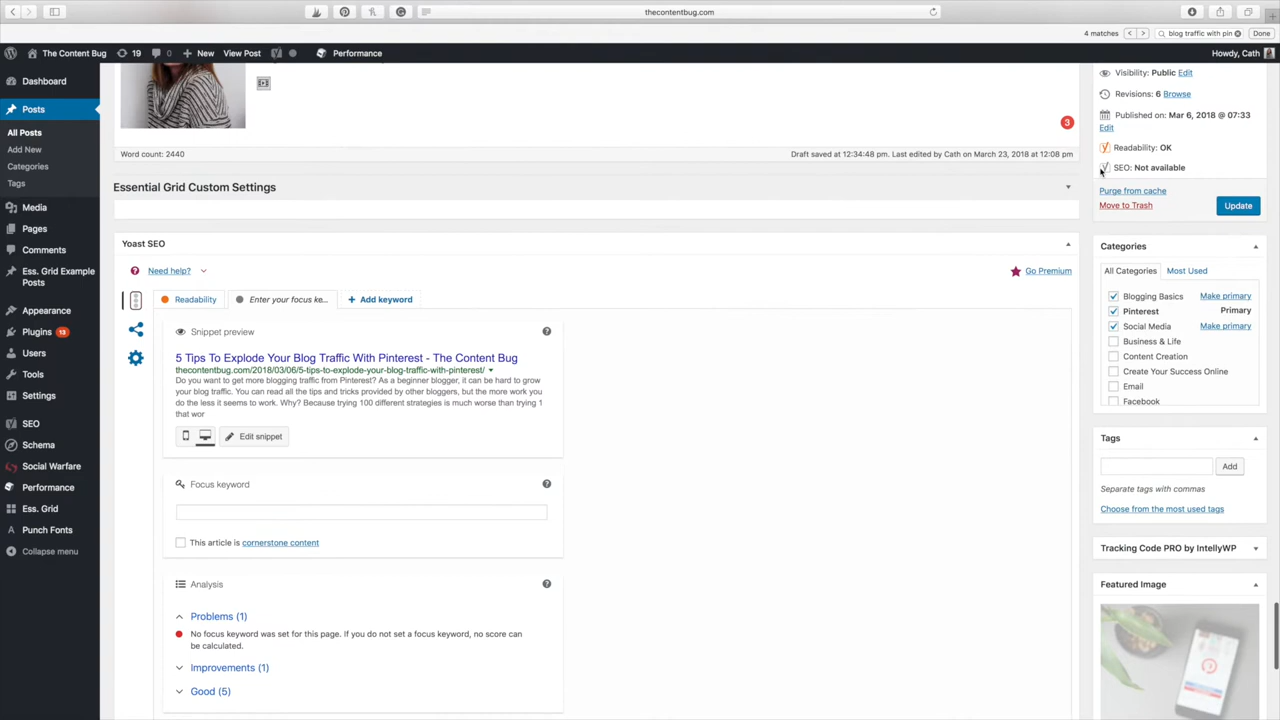 thecontentbug.com
4 matches
blog traffic with pin
Done
The Content Bug
19
0
New
View Post
Performance
Howdy, Cath
Dashboard
Posts
All Posts
Add New
Categories
Tags
Media
Pages
Comments
Ess. Grid Example
Posts
Appearance
Plugins 13
Users
Tools
Settings
SEO
Schema
Social Warfare
Performance
Ess. Grid
Punch Fonts
Collapse menu
3
Word count: 2440
Draft saved at 12:34:48 pm. Last edited by Cath on March 23, 2018 at 12:08 pm
Essential Grid Custom Settings
Yoast SEO
Need help?
Go Premium
Readability
Enter your focus ke...
+ Add keyword
Snippet preview
5 Tips To Explode Your Blog Traffic With Pinterest - The Content Bug
thecontentbug.com/2018/03/06/5-tips-to-explode-your-blog-traffic-with-pinterest/
Do you want to get more blogging traffic from Pinterest? As a beginner blogger, it can be hard to grow
your blog traffic. You can read all the tips and tricks provided by other bloggers, but the more work you
do the less it seems to work. Why? Because trying 100 different strategies is much worse than trying 1
that wor
Edit snippet
Focus keyword
This article is cornerstone content
Analysis
Problems (1)
No focus keyword was set for this page. If you do not set a focus keyword, no score can
be calculated.
Improvements (1)
Good (5)
Visibility: Public Edit
Revisions: 6 Browse
Published on: Mar 6, 2018 @ 07:33
Edit
Readability: OK
SEO: Not available
Purge from cache
Move to Trash
Update
Categories
All Categories
Most Used
Blogging Basics Make primary
Pinterest Primary
Social Media Make primary
Business & Life
Content Creation
Create Your Success Online
Email
Facebook
Tags
Add
Separate tags with commas
Choose from the most used tags
Tracking Code PRO by IntellyWP
Featured Image